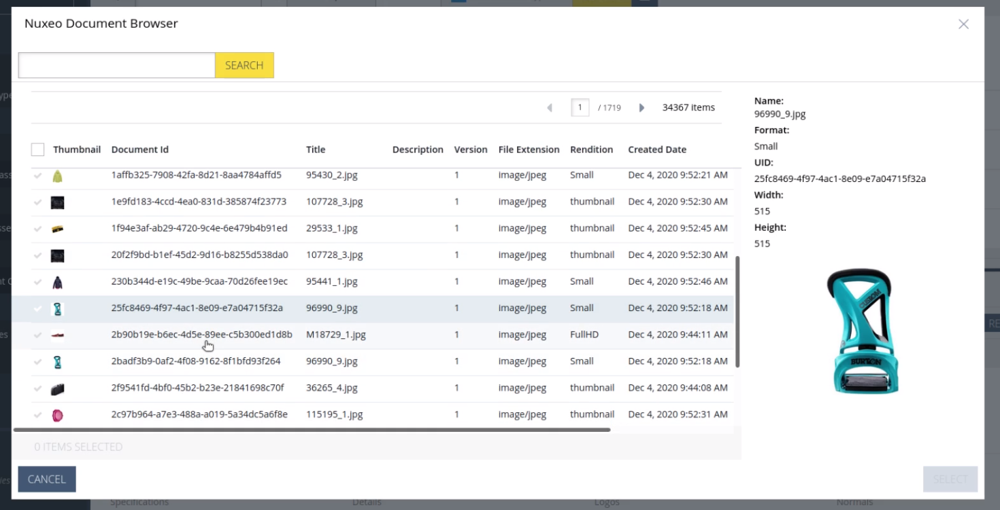 Nuxeo Document Browser
SEARCH
1 / 1719 34367 items
Thumbnail Document Id Title Description Version File Extension Rendition Created Date
1affb325-7908-42fa-8d21-8aa4784affd5 95430_2.jpg 1 image/jpeg Small Dec 4, 2020 9:52:21 AM
1e9fd183-4ccd-4ea0-831d-385874f23773 107728_3.jpg 1 image/jpeg thumbnail Dec 4, 2020 9:52:30 AM
1f94e3af-ab29-4720-9c4e-6e479b4b91ed 29533_1.jpg 1 image/jpeg thumbnail Dec 4, 2020 9:52:45 AM
20f2f9bd-b1ef-45d2-9d16-b8255d538da0 107728_3.jpg 1 image/jpeg thumbnail Dec 4, 2020 9:52:30 AM
230b344d-e19c-49be-9caa-70d26fee19ec 95441_1.jpg 1 image/jpeg Small Dec 4, 2020 9:52:46 AM
25fc8469-4f97-4ac1-8e09-e7a04715f32a 96990_9.jpg 1 image/jpeg Small Dec 4, 2020 9:52:18 AM
2b90b19e-b6ec-4d5e-89ee-c5b300ed1d8b M18729_1.jpg 1 image/jpeg FullHD Dec 4, 2020 9:44:11 AM
2badf3b9-0af2-4f08-9162-8f1bfd93f264 96990_9.jpg 1 image/jpeg Small Dec 4, 2020 9:52:18 AM
2f9541fd-4bf0-45b2-b23e-21841698c70f 36265_4.jpg 1 image/jpeg thumbnail Dec 4, 2020 9:44:08 AM
2c97b964-a7e3-488a-a019-5a34dc5a6f8e 115195_1.jpg 1 image/jpeg thumbnail Dec 4, 2020 9:52:31 AM
0 ITEMS SELECTED
CANCEL
Name:
96990_9.jpg
Format:
Small
UID:
25fc8469-4f97-4ac1-8e09-e7a04715f32a
Width:
515
Height:
515
CUSTOM
BURTON
SELECT
Specifications Details Logos Normals